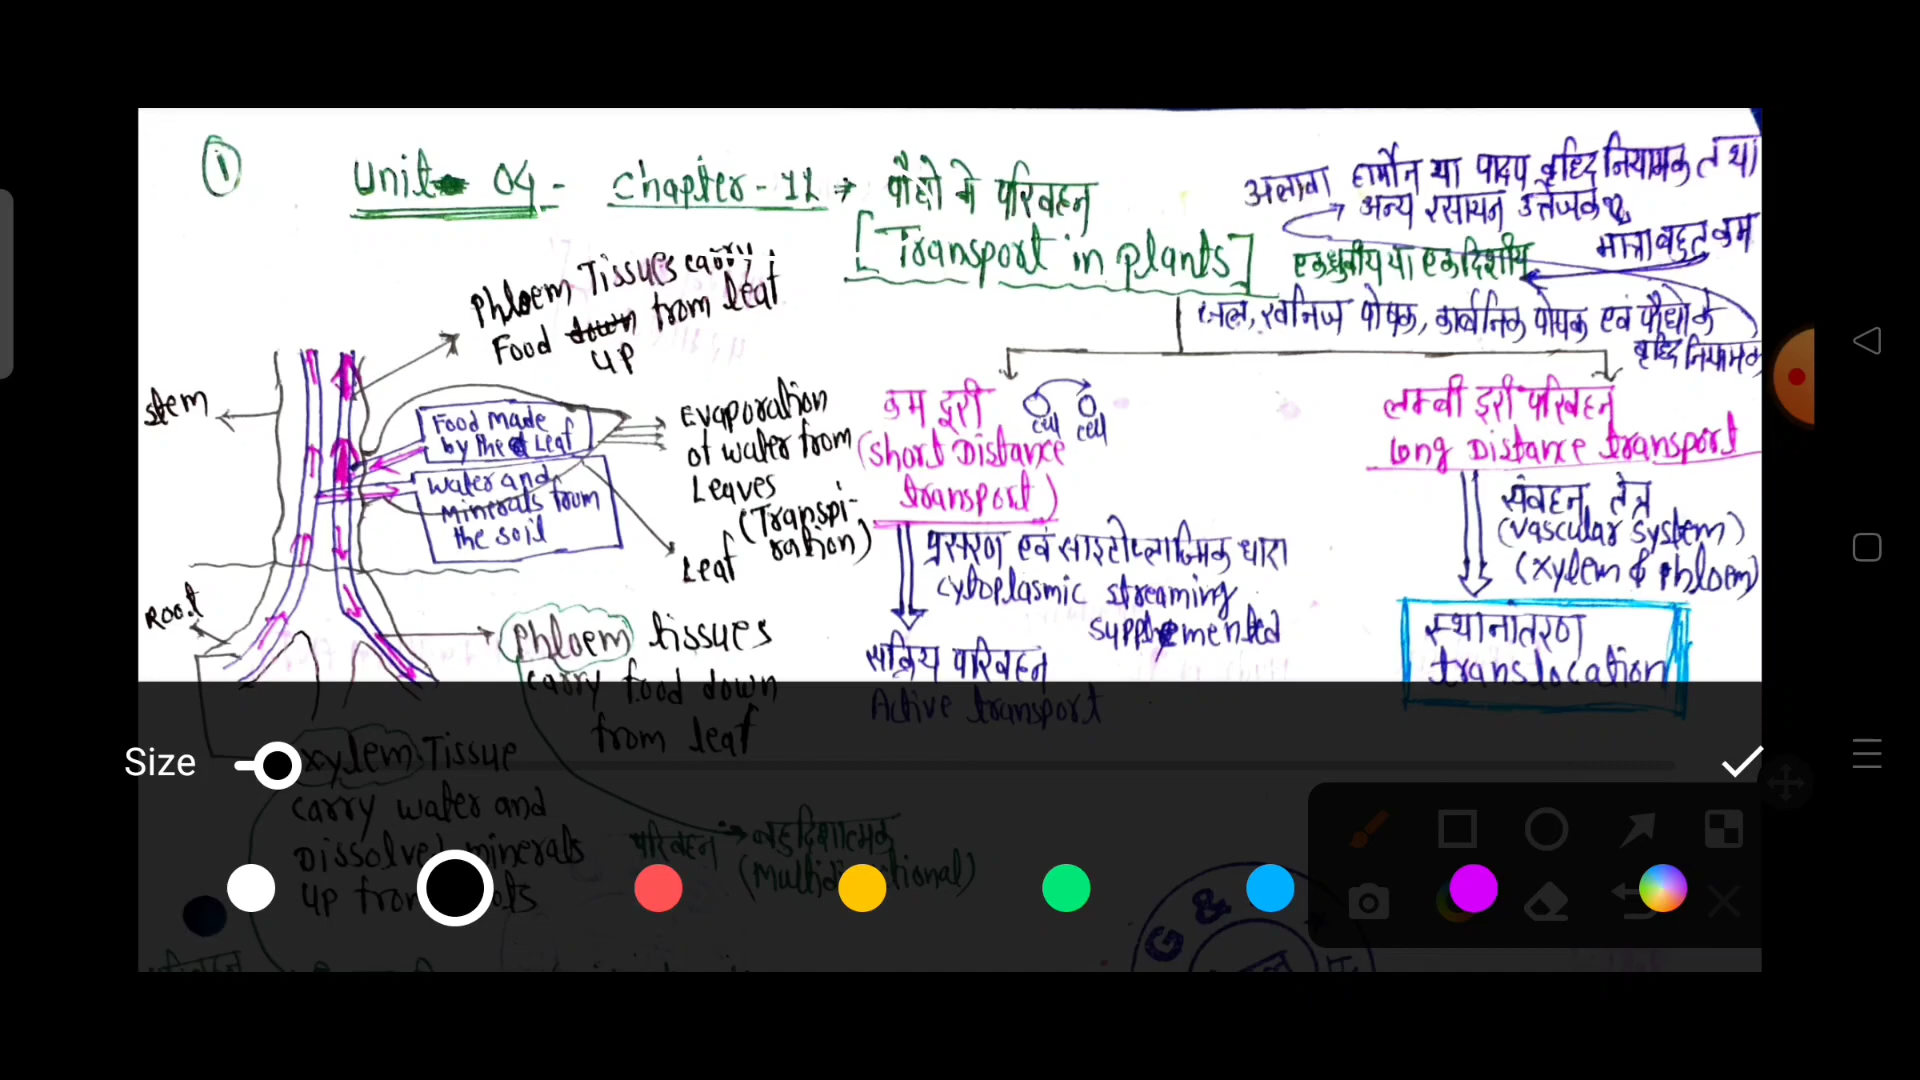 ①
Unit 04 - Chapter - 11 → पौधों में परिवहन
[Transport in plants]
अलावा हार्मोन या पादप वृद्धि नियामक तथा
अन्य रसायन उत्तेजक
मात्रा बहुत कम
एकध्रुवीय या एकदिशीय
जल, खनिज पोषक, कार्बनिक पोषक एवं पौधों के
वृद्धि नियामक
Phloem Tissues carry
Food down from leaf
up
stem
Food made
by the Leaf
water and
minerals from
the soil
Evaporation
of water from
Leaves
(Transpi-
ration)
Leaf
Root
Phloem tissues
carry food down
from leaf
xylem Tissue
carry water and
Dissolved minerals
up from
कम दूरी
cell cell
(short Distance
transport)
प्रसरण एवं साइटोप्लाज्मिक धारा
cytoplasmic streaming
supplemented
सक्रिय परिवहन
Active transport
लम्बी दूरी परिवहन
Long Distance transport
संवहन तंत्र
(vascular system)
(xylem & phloem)
स्थानांतरण
translocation
परिवहन → बहुदिशात्मक
Size
G &